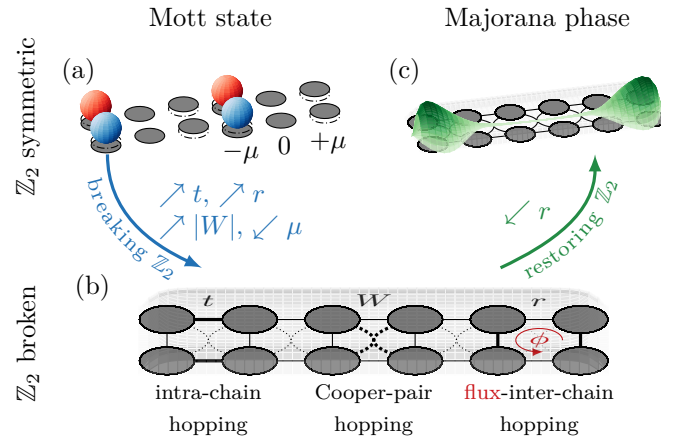 Mott state
Majorana phase
ℤ₂ symmetric
(a)
(c)
−μ 0 +μ
breaking ℤ₂
↗ t, ↗ r
↗ |W|, ↙ μ
↙ r
restoring ℤ₂
ℤ₂ broken
(b)
t W r
ϕ
intra-chain
hopping
Cooper-pair
hopping
flux-inter-chain
hopping